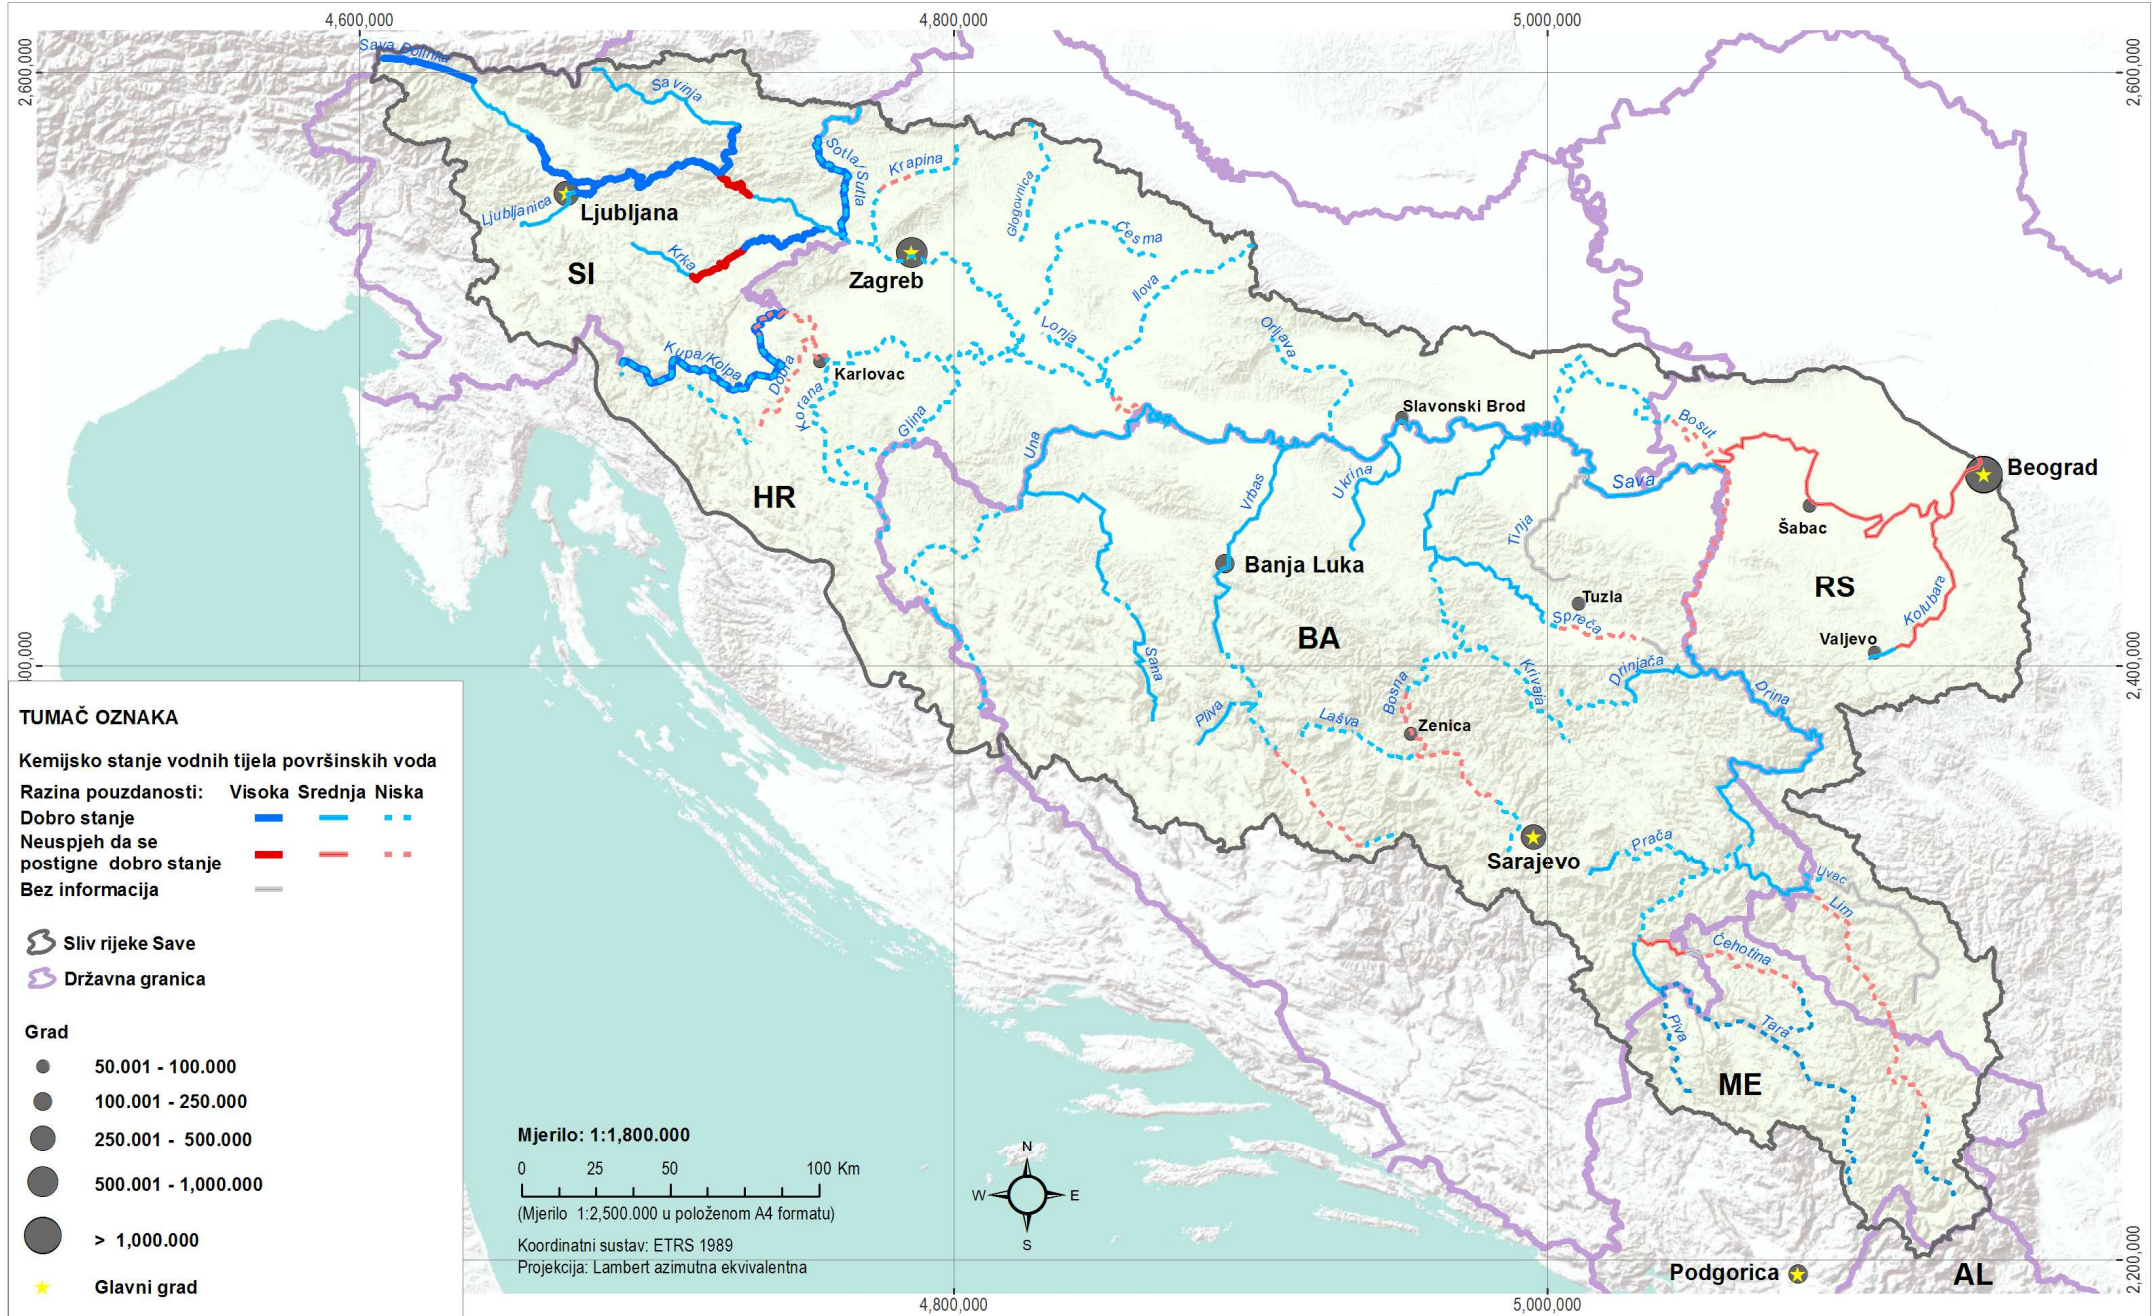 4,600,000
4,800,000
5,000,000
2,600,000
2,600,000
Sava Dolinka
Savinja
Sotla/Sutla
Krapina
Glogovnica
Česma
Ljubljanica
Ljubljana
Krka
SI
Zagreb
Ilova
Lonja
Orljava
Kupa/Kolpa
Dobra
Karlovac
Korana
Glina
Slavonski Brod
Bosut
Una
Vrbas
Ukrina
Sava
Beograd
HR
Tinja
Šabac
Banja Luka
RS
Kolubara
Tuzla
Spreča
Valjevo
BA
Sana
Drinjača
Krivaja
Drina
2,400,000
400,000
Bosna
Pliva
Lašva
Zenica
Sarajevo
Prača
Uvac
Lim
Ćehotina
Piva
Tara
ME
Podgorica
AL
TUMAČ OZNAKA
Kemijsko stanje vodnih tijela površinskih voda
Razina pouzdanosti: Visoka Srednja Niska
Dobro stanje
Neuspjeh da se
postigne dobro stanje
Bez informacija
Sliv rijeke Save
Državna granica
Grad
50.001 - 100.000
100.001 - 250.000
250.001 - 500.000
500.001 - 1,000.000
> 1,000.000
Glavni grad
Mjerilo: 1:1,800.000
0 25 50 100 Km
(Mjerilo 1:2,500.000 u položenom A4 formatu)
Koordinatni sustav: ETRS 1989
Projekcija: Lambert azimutna ekvivalentna
N
W
E
S
2,200,000
4,800,000
5,000,000